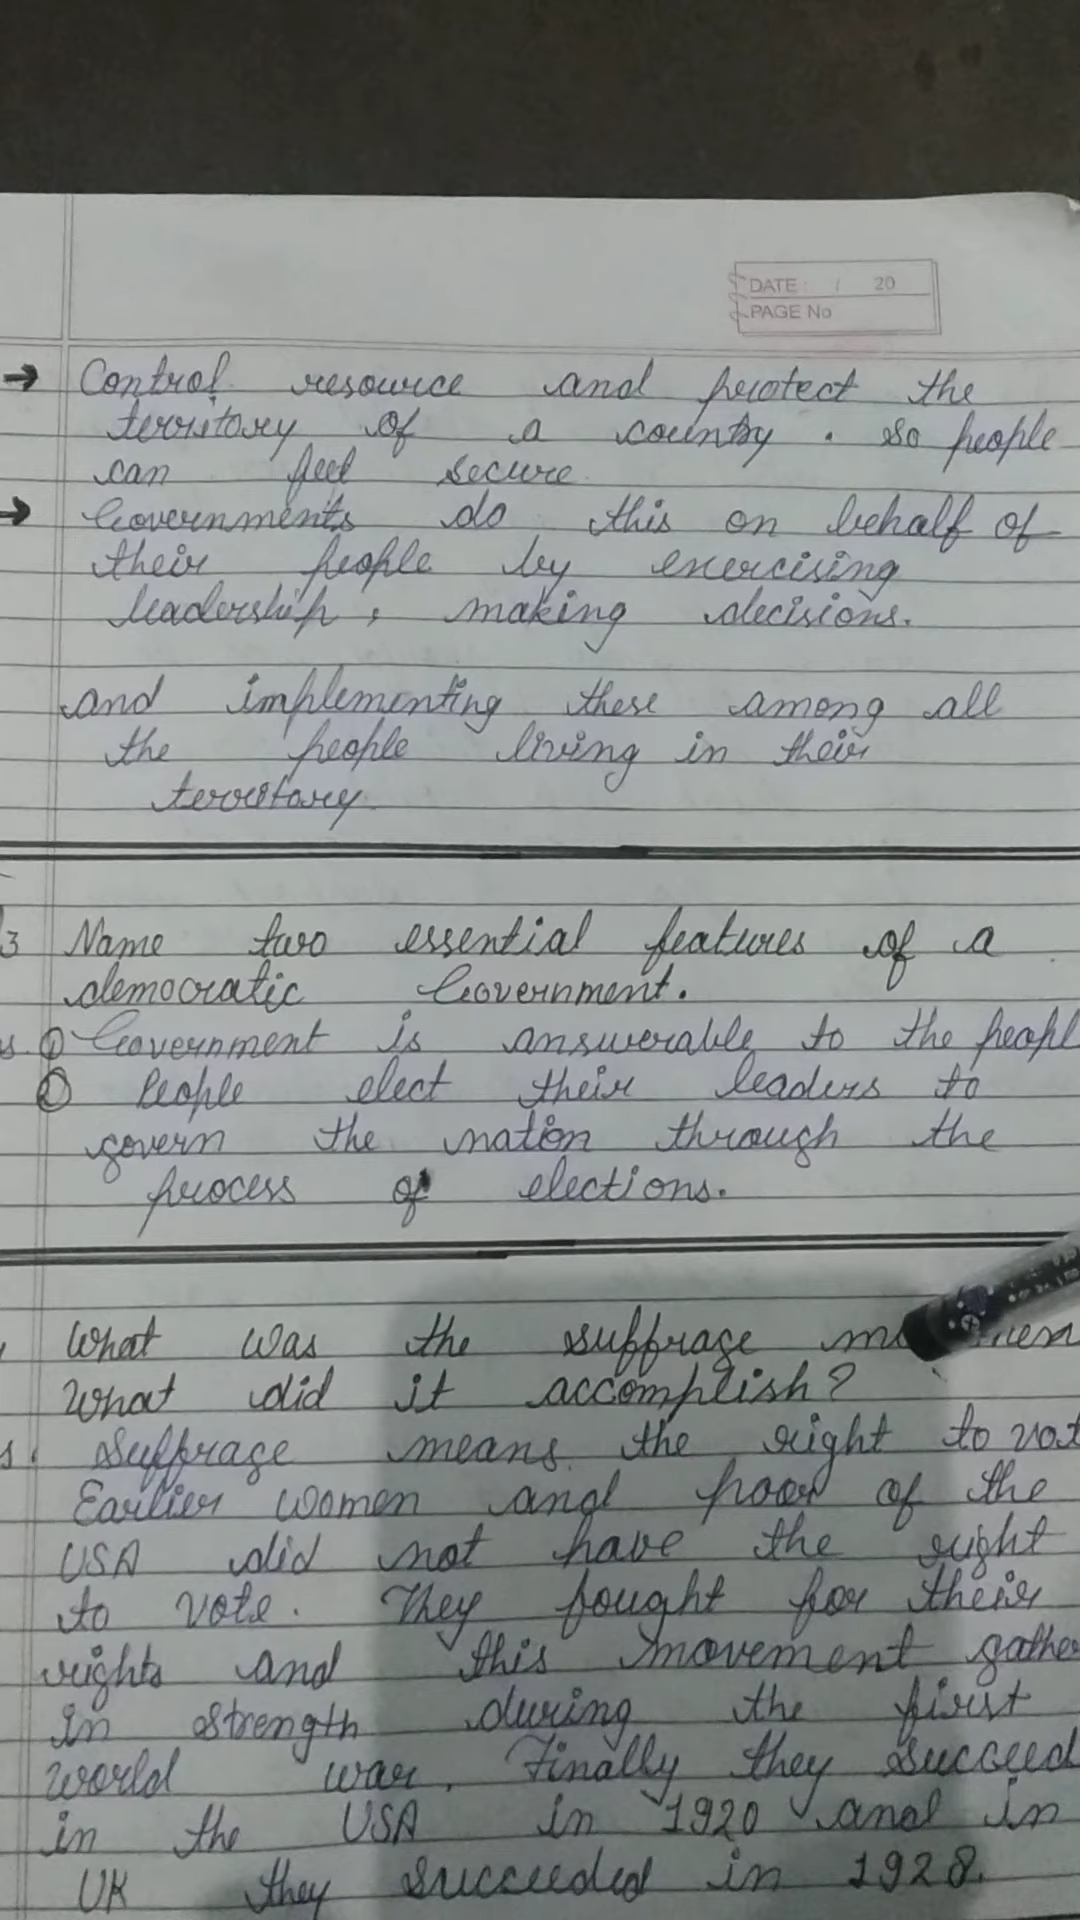 DATE: / 20
PAGE No
→ Control resource and protect the
territory of a country. So people
can feel secure.
→ Governments do this on behalf of
their people by exercising
leadership, making decisions.
and implementing these among all
the people living in their
territory.
3 Name two essential features of a
democratic Government.
s. ① Government is answerable to the peopl
② People elect their leaders to
govern the nation through the
process of elections.
What was the suffrage
What did it accomplish?
s. Suffrage means the right to vot
Earlier women and poor of the
USA did not have the right
to vote. They fought for their
rights and this movement gathe
in strength during the first
world war. Finally they succeed
in the USA in 1920 and in
UK they succeeded in 1928.